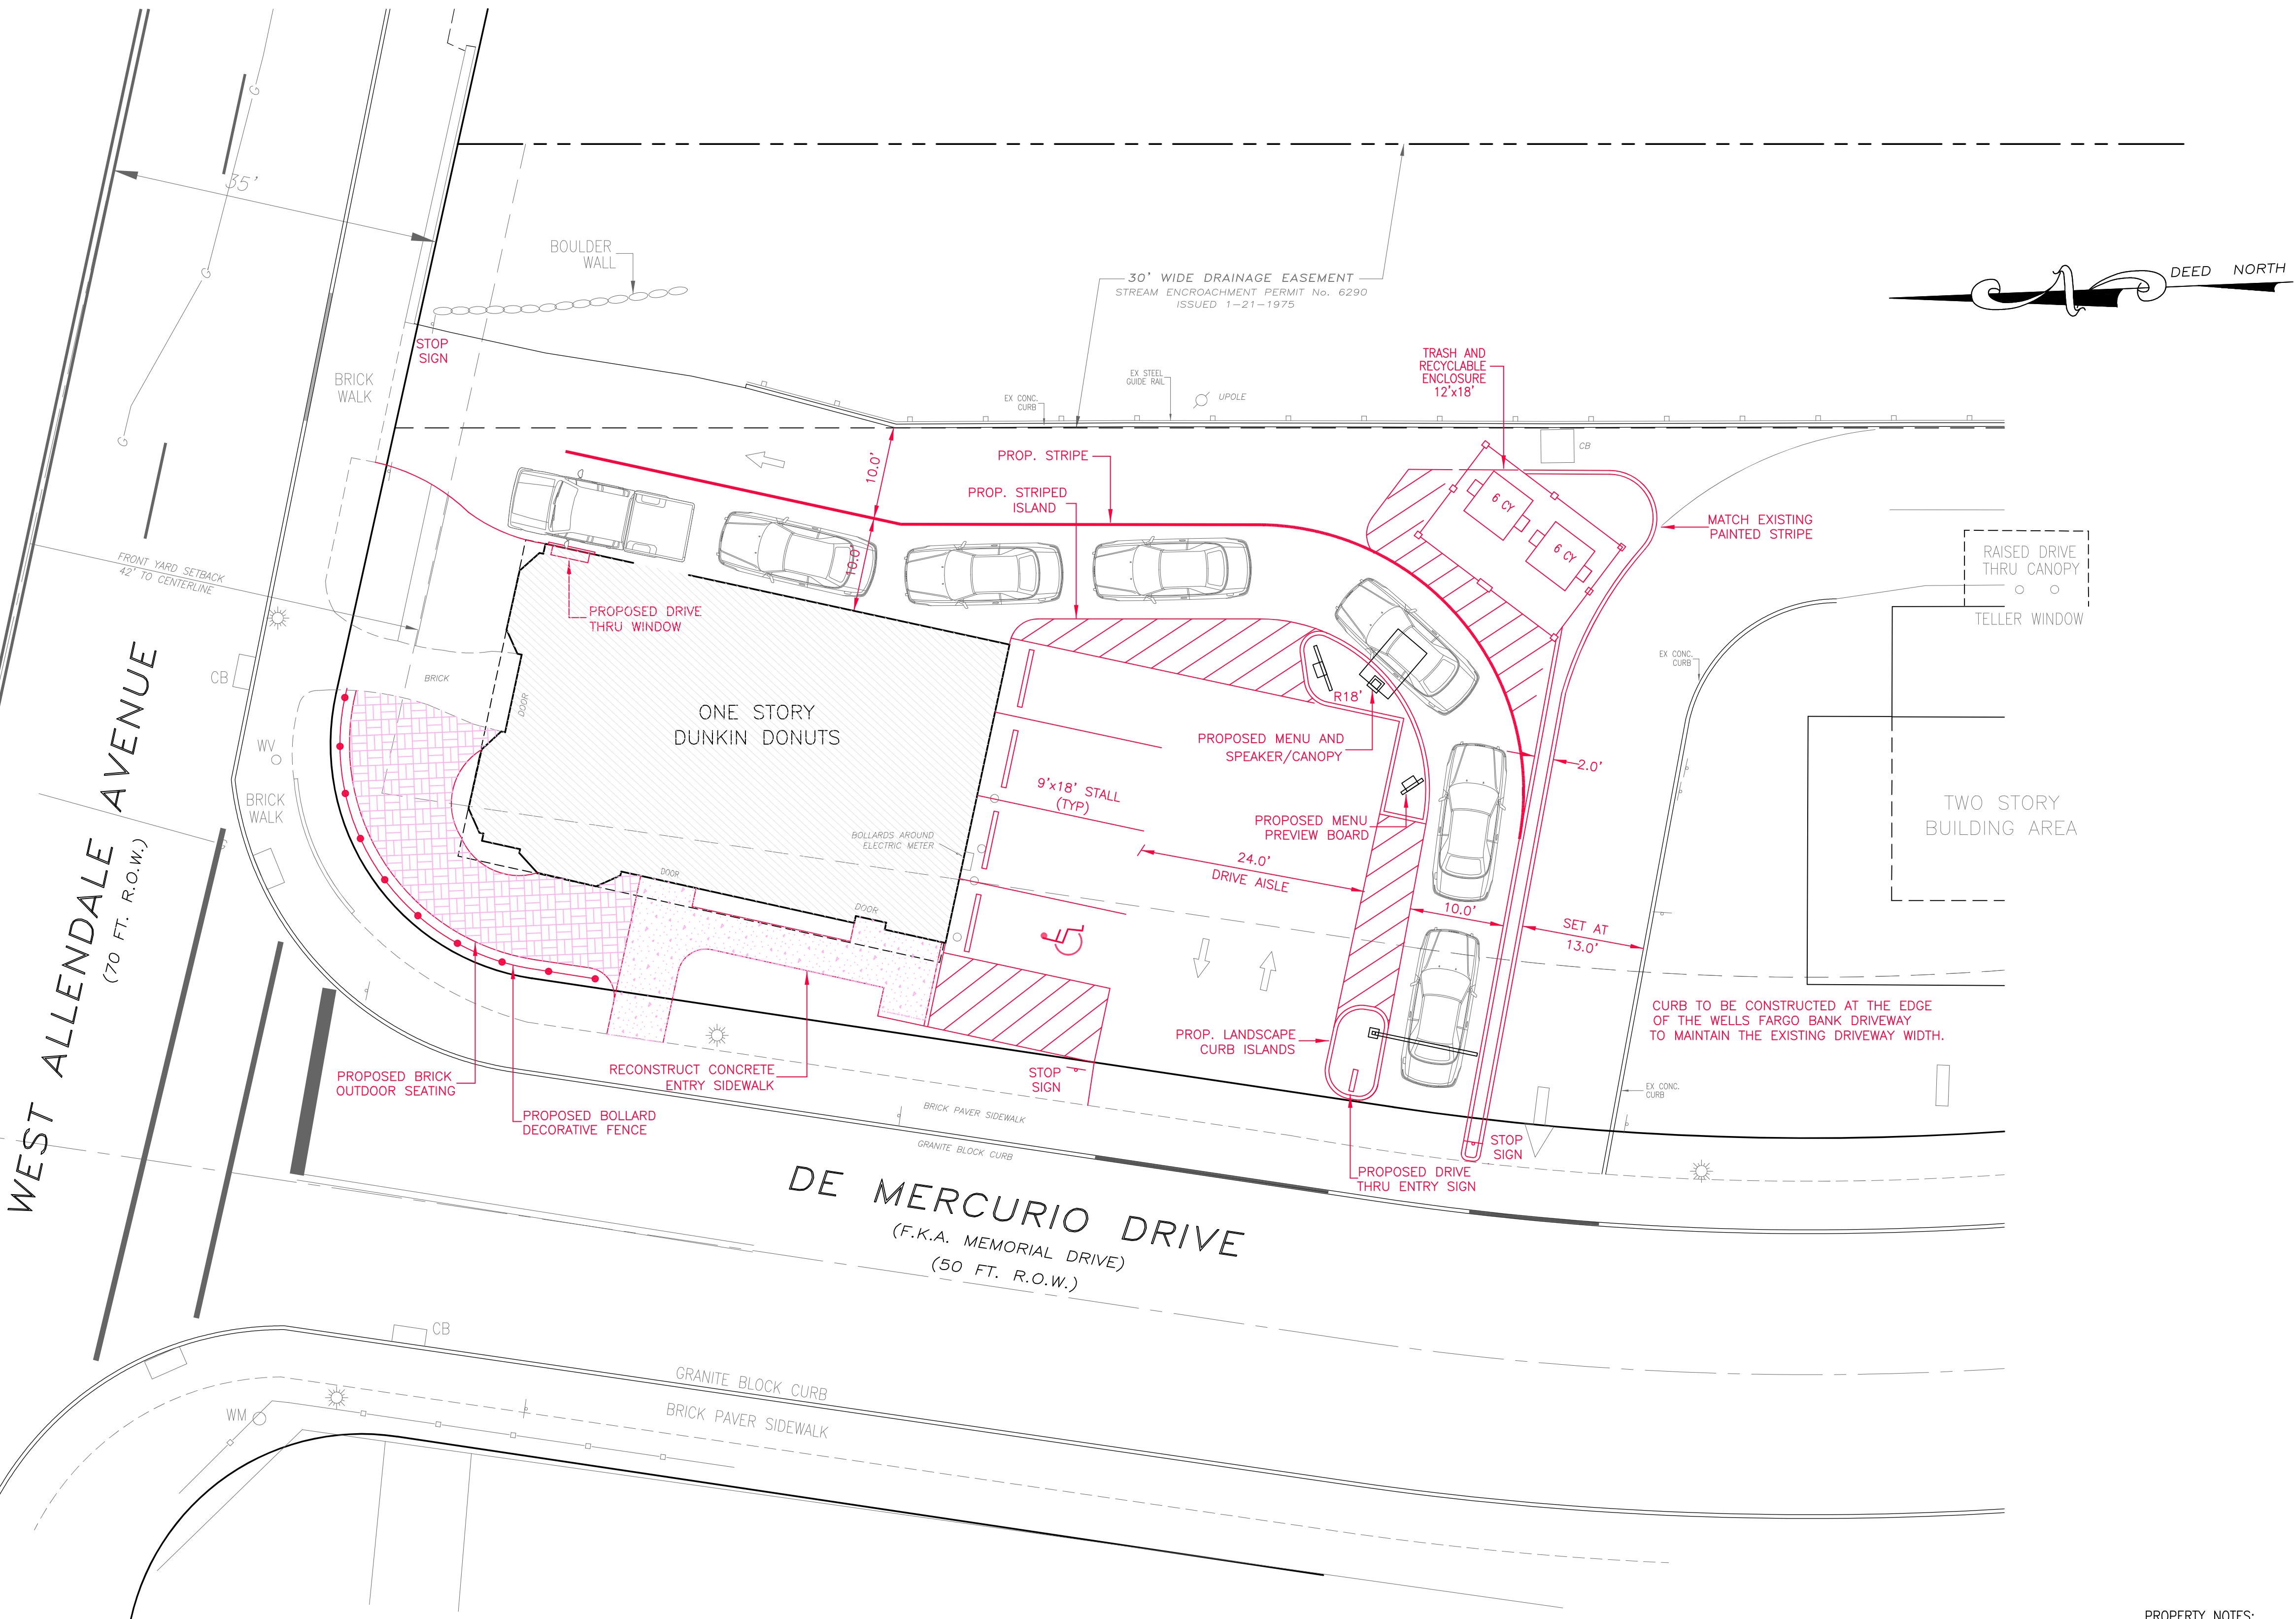 35'
G
G
G
BOULDER
WALL
30' WIDE DRAINAGE EASEMENT
STREAM ENCROACHMENT PERMIT No. 6290
ISSUED 1-21-1975
DEED NORTH
STOP
SIGN
BRICK
WALK
TRASH AND
RECYCLABLE
ENCLOSURE
12'x18'
EX STEEL
GUIDE RAIL
EX CONC.
CURB
UPOLE
CB
PROP. STRIPE
10.0'
PROP. STRIPED
ISLAND
6 CY
6 CY
MATCH EXISTING
PAINTED STRIPE
RAISED DRIVE
THRU CANOPY
TELLER WINDOW
FRONT YARD SETBACK
42' TO CENTERLINE
10.0'
PROPOSED DRIVE
THRU WINDOW
CB
BRICK
DOOR
ONE STORY
DUNKIN DONUTS
R18'
EX CONC.
CURB
PROPOSED MENU AND
SPEAKER/CANOPY
2.0'
WV
BRICK
WALK
9'x18' STALL
(TYP)
PROPOSED MENU
PREVIEW BOARD
TWO STORY
BUILDING AREA
BOLLARDS AROUND
ELECTRIC METER
24.0'
DRIVE AISLE
G
DOOR
DOOR
10.0'
SET AT
13.0'
WEST ALLENDALE AVENUE
(70 FT. R.O.W.)
CURB TO BE CONSTRUCTED AT THE EDGE
OF THE WELLS FARGO BANK DRIVEWAY
TO MAINTAIN THE EXISTING DRIVEWAY WIDTH.
PROP. LANDSCAPE
CURB ISLANDS
PROPOSED BRICK
OUTDOOR SEATING
RECONSTRUCT CONCRETE
ENTRY SIDEWALK
STOP
SIGN
EX CONC.
CURB
PROPOSED BOLLARD
DECORATIVE FENCE
BRICK PAVER SIDEWALK
GRANITE BLOCK CURB
STOP
SIGN
PROPOSED DRIVE
THRU ENTRY SIGN
DE MERCURIO DRIVE
(F.K.A. MEMORIAL DRIVE)
(50 FT. R.O.W.)
CB
GRANITE BLOCK CURB
BRICK PAVER SIDEWALK
WM
PROPERTY NOTES: